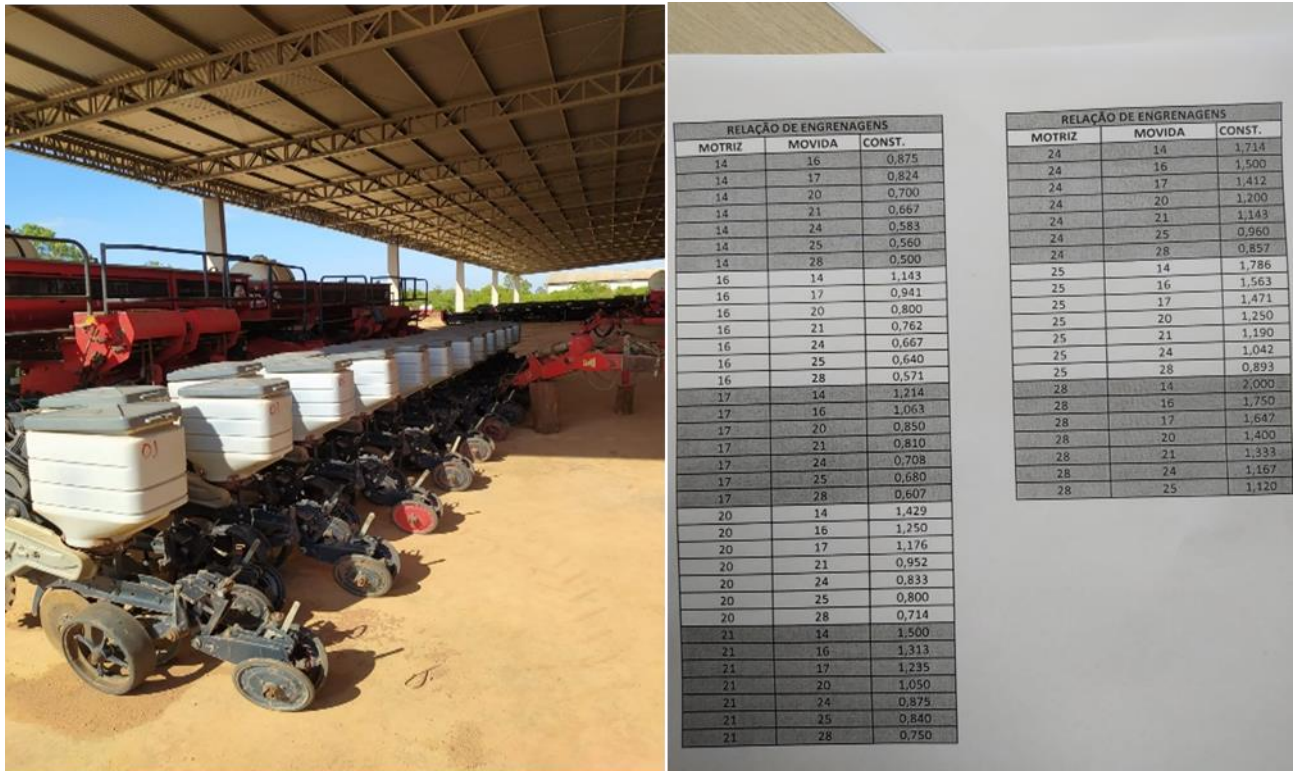 01
01
RELAÇÃO DE ENGRENAGENS
MOTRIZ MOVIDA CONST.
14 16 0,875
14 17 0,824
14 20 0,700
14 21 0,667
14 24 0,583
14 25 0,560
14 28 0,500
16 14 1,143
16 17 0,941
16 20 0,800
16 21 0,762
16 24 0,667
16 25 0,640
16 28 0,571
17 14 1,214
17 16 1,063
17 20 0,850
17 21 0,810
17 24 0,708
17 25 0,680
17 28 0,607
20 14 1,429
20 16 1,250
20 17 1,176
20 21 0,952
20 24 0,833
20 25 0,800
20 28 0,714
21 14 1,500
21 16 1,313
21 17 1,235
21 20 1,050
21 24 0,875
21 25 0,840
21 28 0,750
RELAÇÃO DE ENGRENAGENS
MOTRIZ MOVIDA CONST.
24 14 1,714
24 16 1,500
24 17 1,412
24 20 1,200
24 21 1,143
24 25 0,960
24 28 0,857
25 14 1,786
25 16 1,563
25 17 1,471
25 20 1,250
25 21 1,190
25 24 1,042
25 28 0,893
28 14 2,000
28 16 1,750
28 17 1,647
28 20 1,400
28 21 1,333
28 24 1,167
28 25 1,120